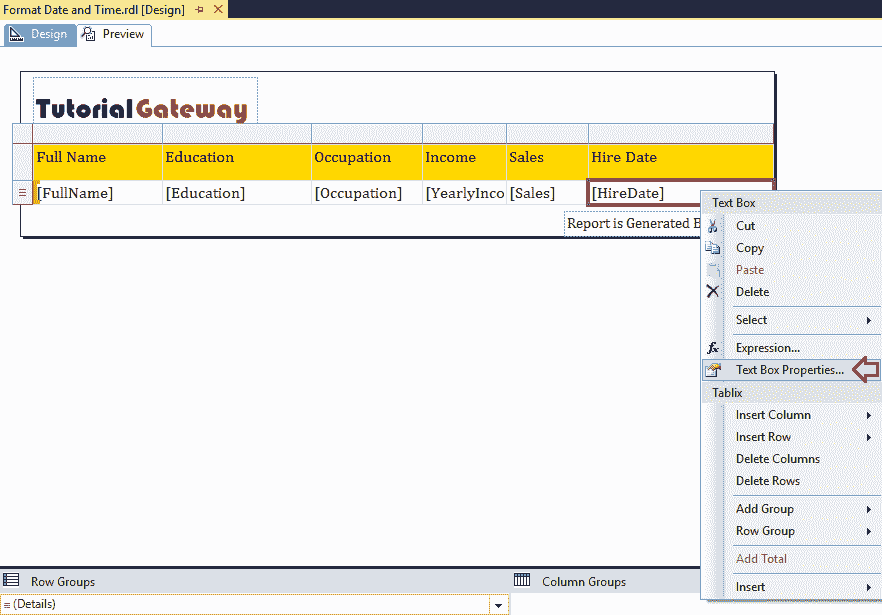 Format Date and Time.rdl [Design]
Design Preview
TutorialGateway
Full Name Education Occupation Income Sales Hire Date
[FullName] [Education] [Occupation] [YearlyInco [Sales] [HireDate]
Report is Generated
Text Box
Cut
Copy
Paste
Delete
Select
fx Expression...
Text Box Properties...
Tablix
Insert Column
Insert Row
Delete Columns
Delete Rows
Add Group
Row Group
Add Total
Insert
Row Groups Column Groups
(Details)